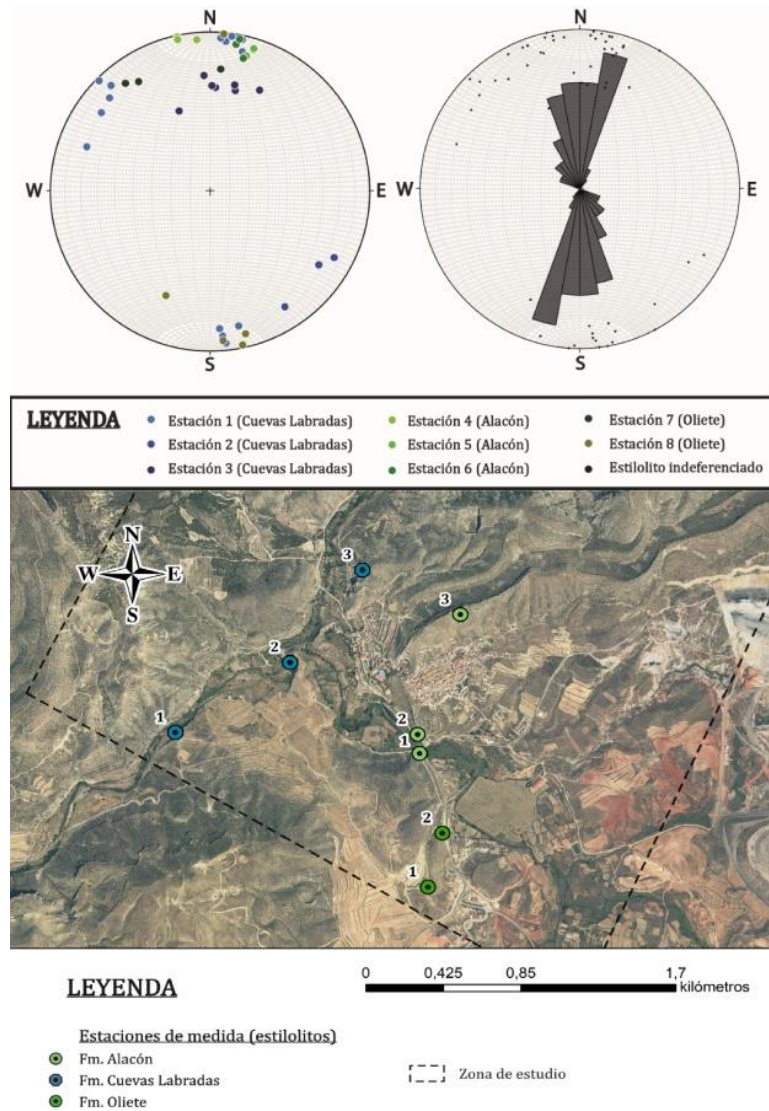 N
N
W
E
W
E
S
S
LEYENDA
Estación 1 (Cuevas Labradas)
Estación 4 (Alacón)
Estación 7 (Oliete)
Estación 2 (Cuevas Labradas)
Estación 5 (Alacón)
Estación 8 (Oliete)
Estación 3 (Cuevas Labradas)
Estación 6 (Alacón)
Estilolito indeferenciado
N
W
E
S
3
3
2
1
2
1
2
1
LEYENDA
0
0,425
0,85
1,7
kilómetros
Estaciones de medida (estilolitos)
Fm. Alacón
Fm. Cuevas Labradas
Zona de estudio
Fm. Oliete